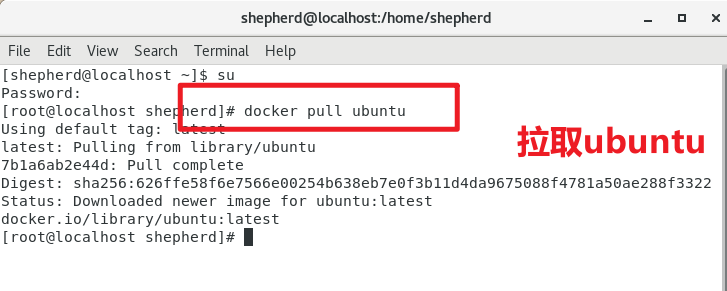 shepherd@localhost:/home/shepherd
File Edit View Search Terminal Help
[shepherd@localhost ~]$ su
Password:
[root@localhost shepherd]# docker pull ubuntu
Using default tag: latest
latest: Pulling from library/ubuntu
7b1a6ab2e44d: Pull complete
Digest: sha256:626ffe58f6e7566e00254b638eb7e0f3b11d4da9675088f4781a50ae288f3322
Status: Downloaded newer image for ubuntu:latest
docker.io/library/ubuntu:latest
[root@localhost shepherd]#
拉取ubuntu